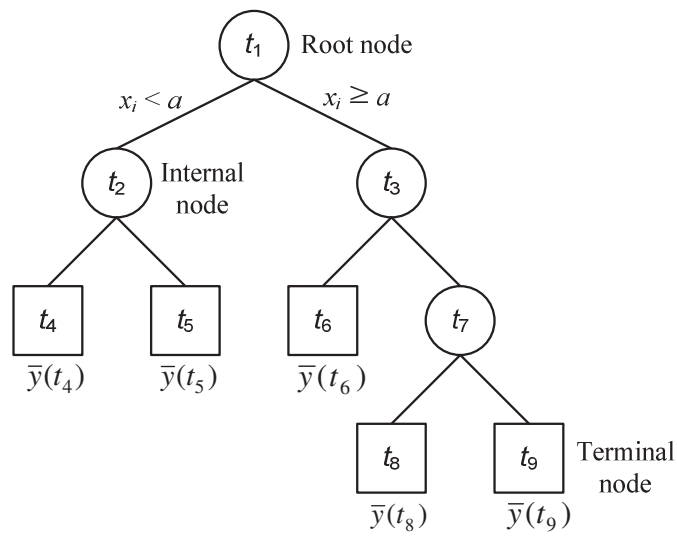 t₁ Root node
xᵢ < a xᵢ ≥ a
t₂ Internal node t₃
t₄ t₅ t₆ t₇
y̅(t₄) y̅(t₅) y̅(t₆)
t₈ t₉ Terminal node
y̅(t₈) y̅(t₉)